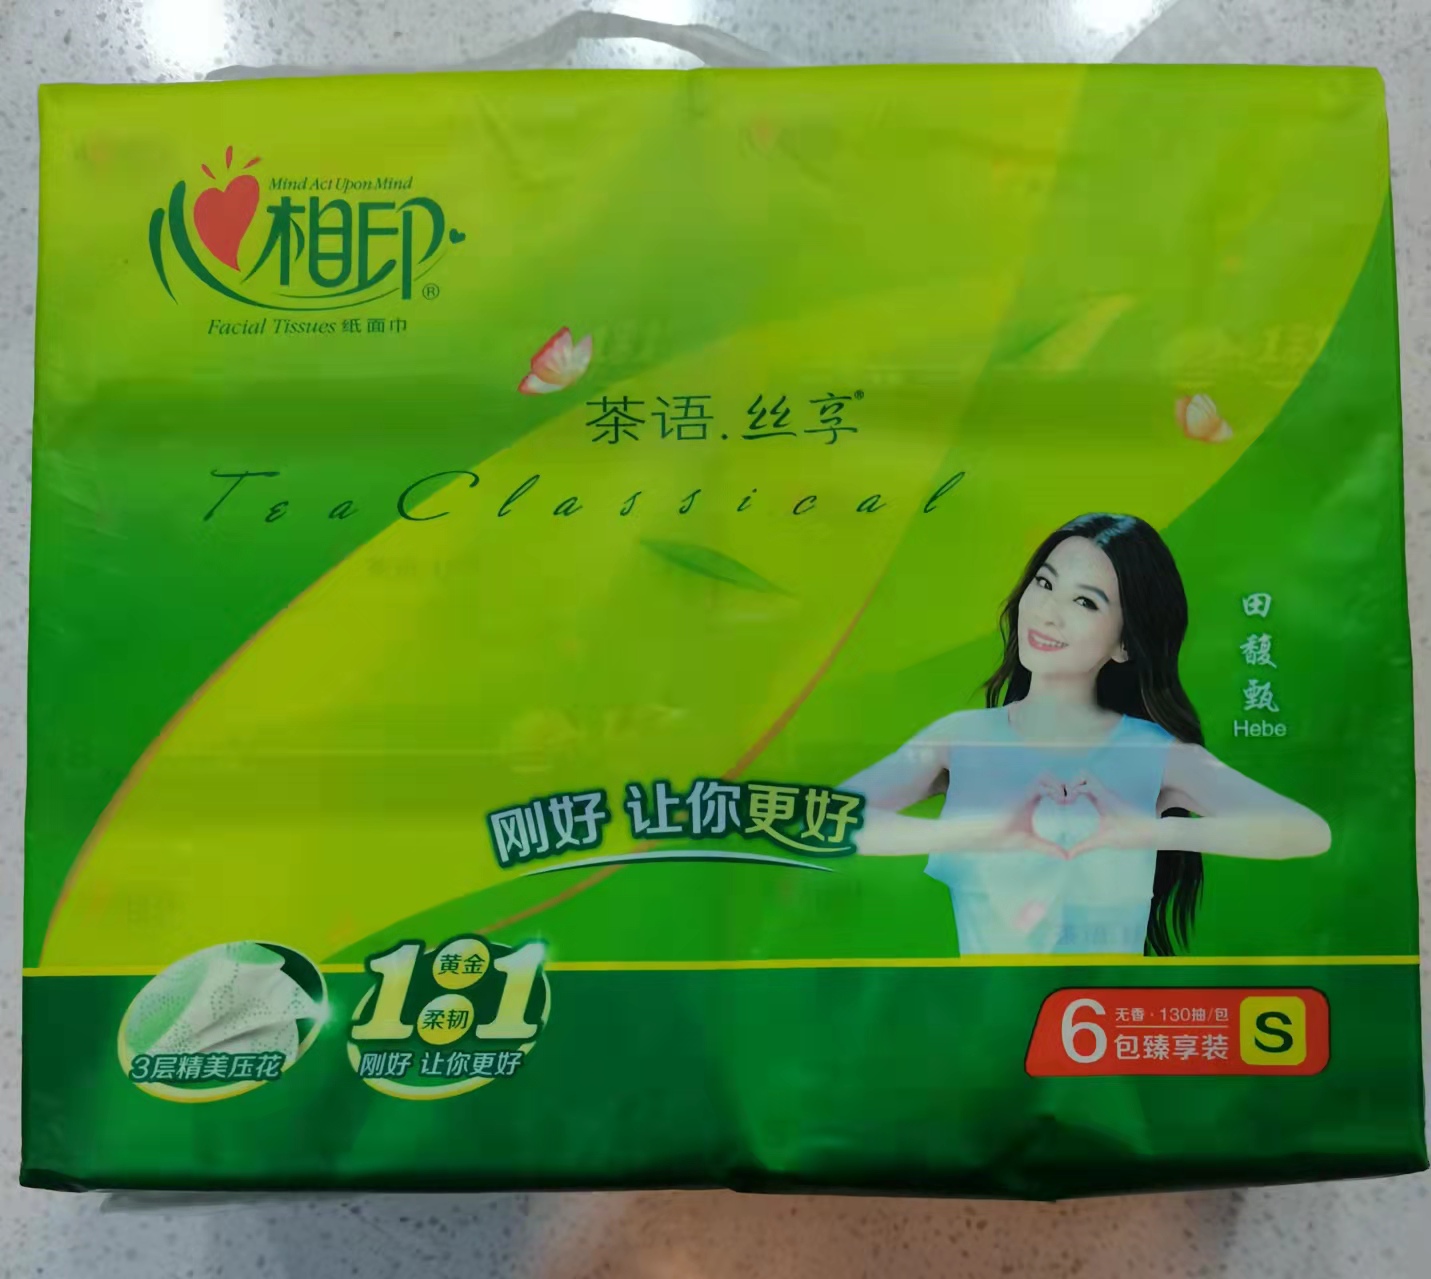 Mind Act Upon Mind
心相印®
Facial Tissues 纸面巾
茶语.丝享®
Tea Classical
田馥甄
Hebe
刚好 让你更好
3层精美压花
1:1
黄金
柔韧
刚好 让你更好
6包臻享装
无香·130抽/包
S